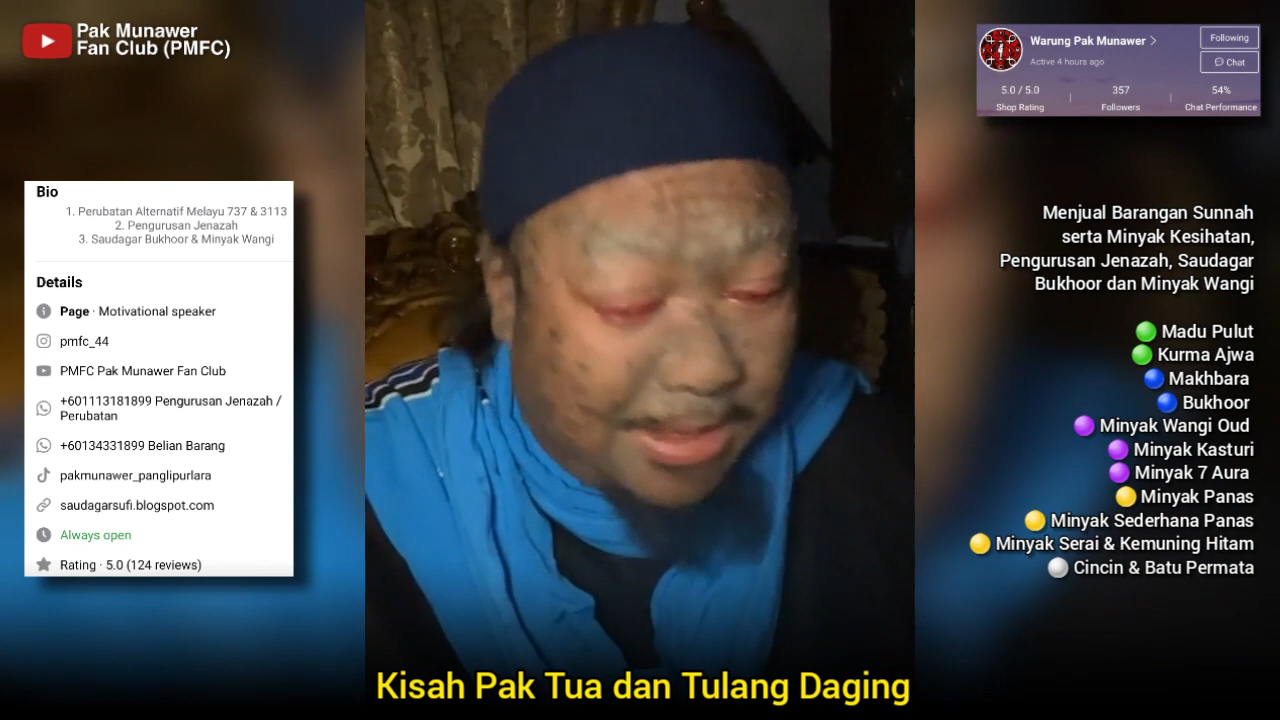 Pak Munawer
Fan Club (PMFC)
Bio
1. Perubatan Alternatif Melayu 737 & 3113
2. Pengurusan Jenazah
3. Saudagar Bukhoor & Minyak Wangi
Details
Page · Motivational speaker
pmfc_44
PMFC Pak Munawer Fan Club
+601113181899 Pengurusan Jenazah /
Perubatan
+60134331899 Belian Barang
pakmunawer_panglipurlara
saudagarsufi.blogspot.com
Always open
Rating · 5.0 (124 reviews)
Warung Pak Munawer >
Active 4 hours ago
Following
Chat
5.0 / 5.0
Shop Rating
357
Followers
54%
Chat Performance
Menjual Barangan Sunnah
serta Minyak Kesihatan,
Pengurusan Jenazah, Saudagar
Bukhoor dan Minyak Wangi
Madu Pulut
Kurma Ajwa
Makhbara
Bukhoor
Minyak Wangi Oud
Minyak Kasturi
Minyak 7 Aura
Minyak Panas
Minyak Sederhana Panas
Minyak Serai & Kemuning Hitam
Cincin & Batu Permata
Kisah Pak Tua dan Tulang Daging